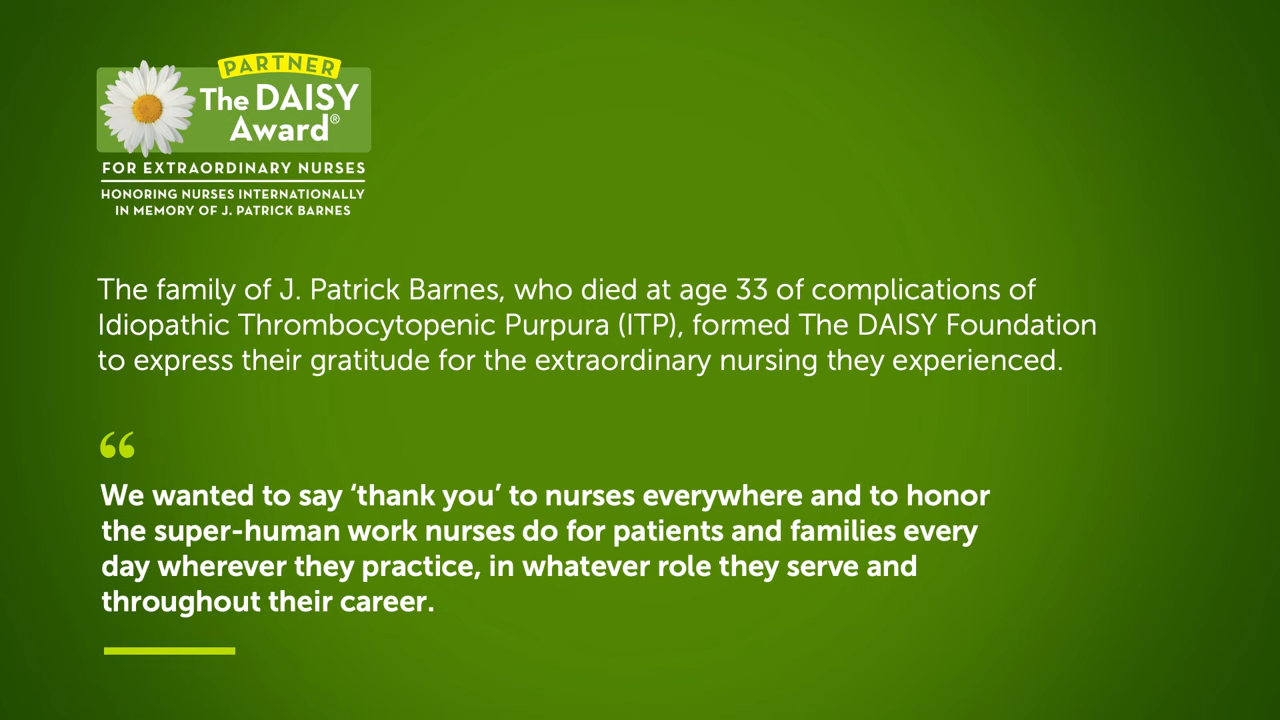 PARTNER
The DAISY
Award®
FOR EXTRAORDINARY NURSES
HONORING NURSES INTERNATIONALLY
IN MEMORY OF J. PATRICK BARNES
The family of J. Patrick Barnes, who died at age 33 of complications of
Idiopathic Thrombocytopenic Purpura (ITP), formed The DAISY Foundation
to express their gratitude for the extraordinary nursing they experienced.
“
We wanted to say ‘thank you’ to nurses everywhere and to honor
the super-human work nurses do for patients and families every
day wherever they practice, in whatever role they serve and
throughout their career.